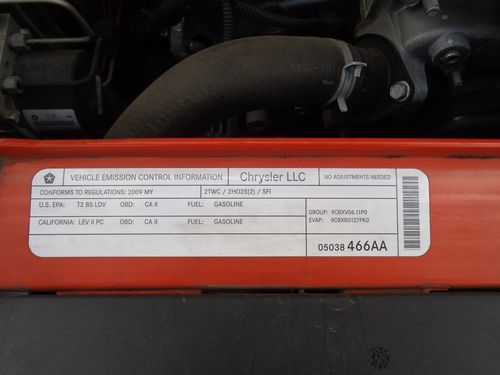 VEHICLE EMISSION CONTROL INFORMATION Chrysler LLC NO ADJUSTMENTS NEEDED
CONFORMS TO REGULATIONS: 2009 MY 2TWC / 2HO2S(2) / SFI
U.S. EPA: T2 B5 LDV OBD: CA II FUEL: GASOLINE
CALIFORNIA: LEV II PC OBD: CA II FUEL: GASOLINE
GROUP: 9CRXV06.11P0
EVAP: 9CRXR0127PK0
05038 466AA